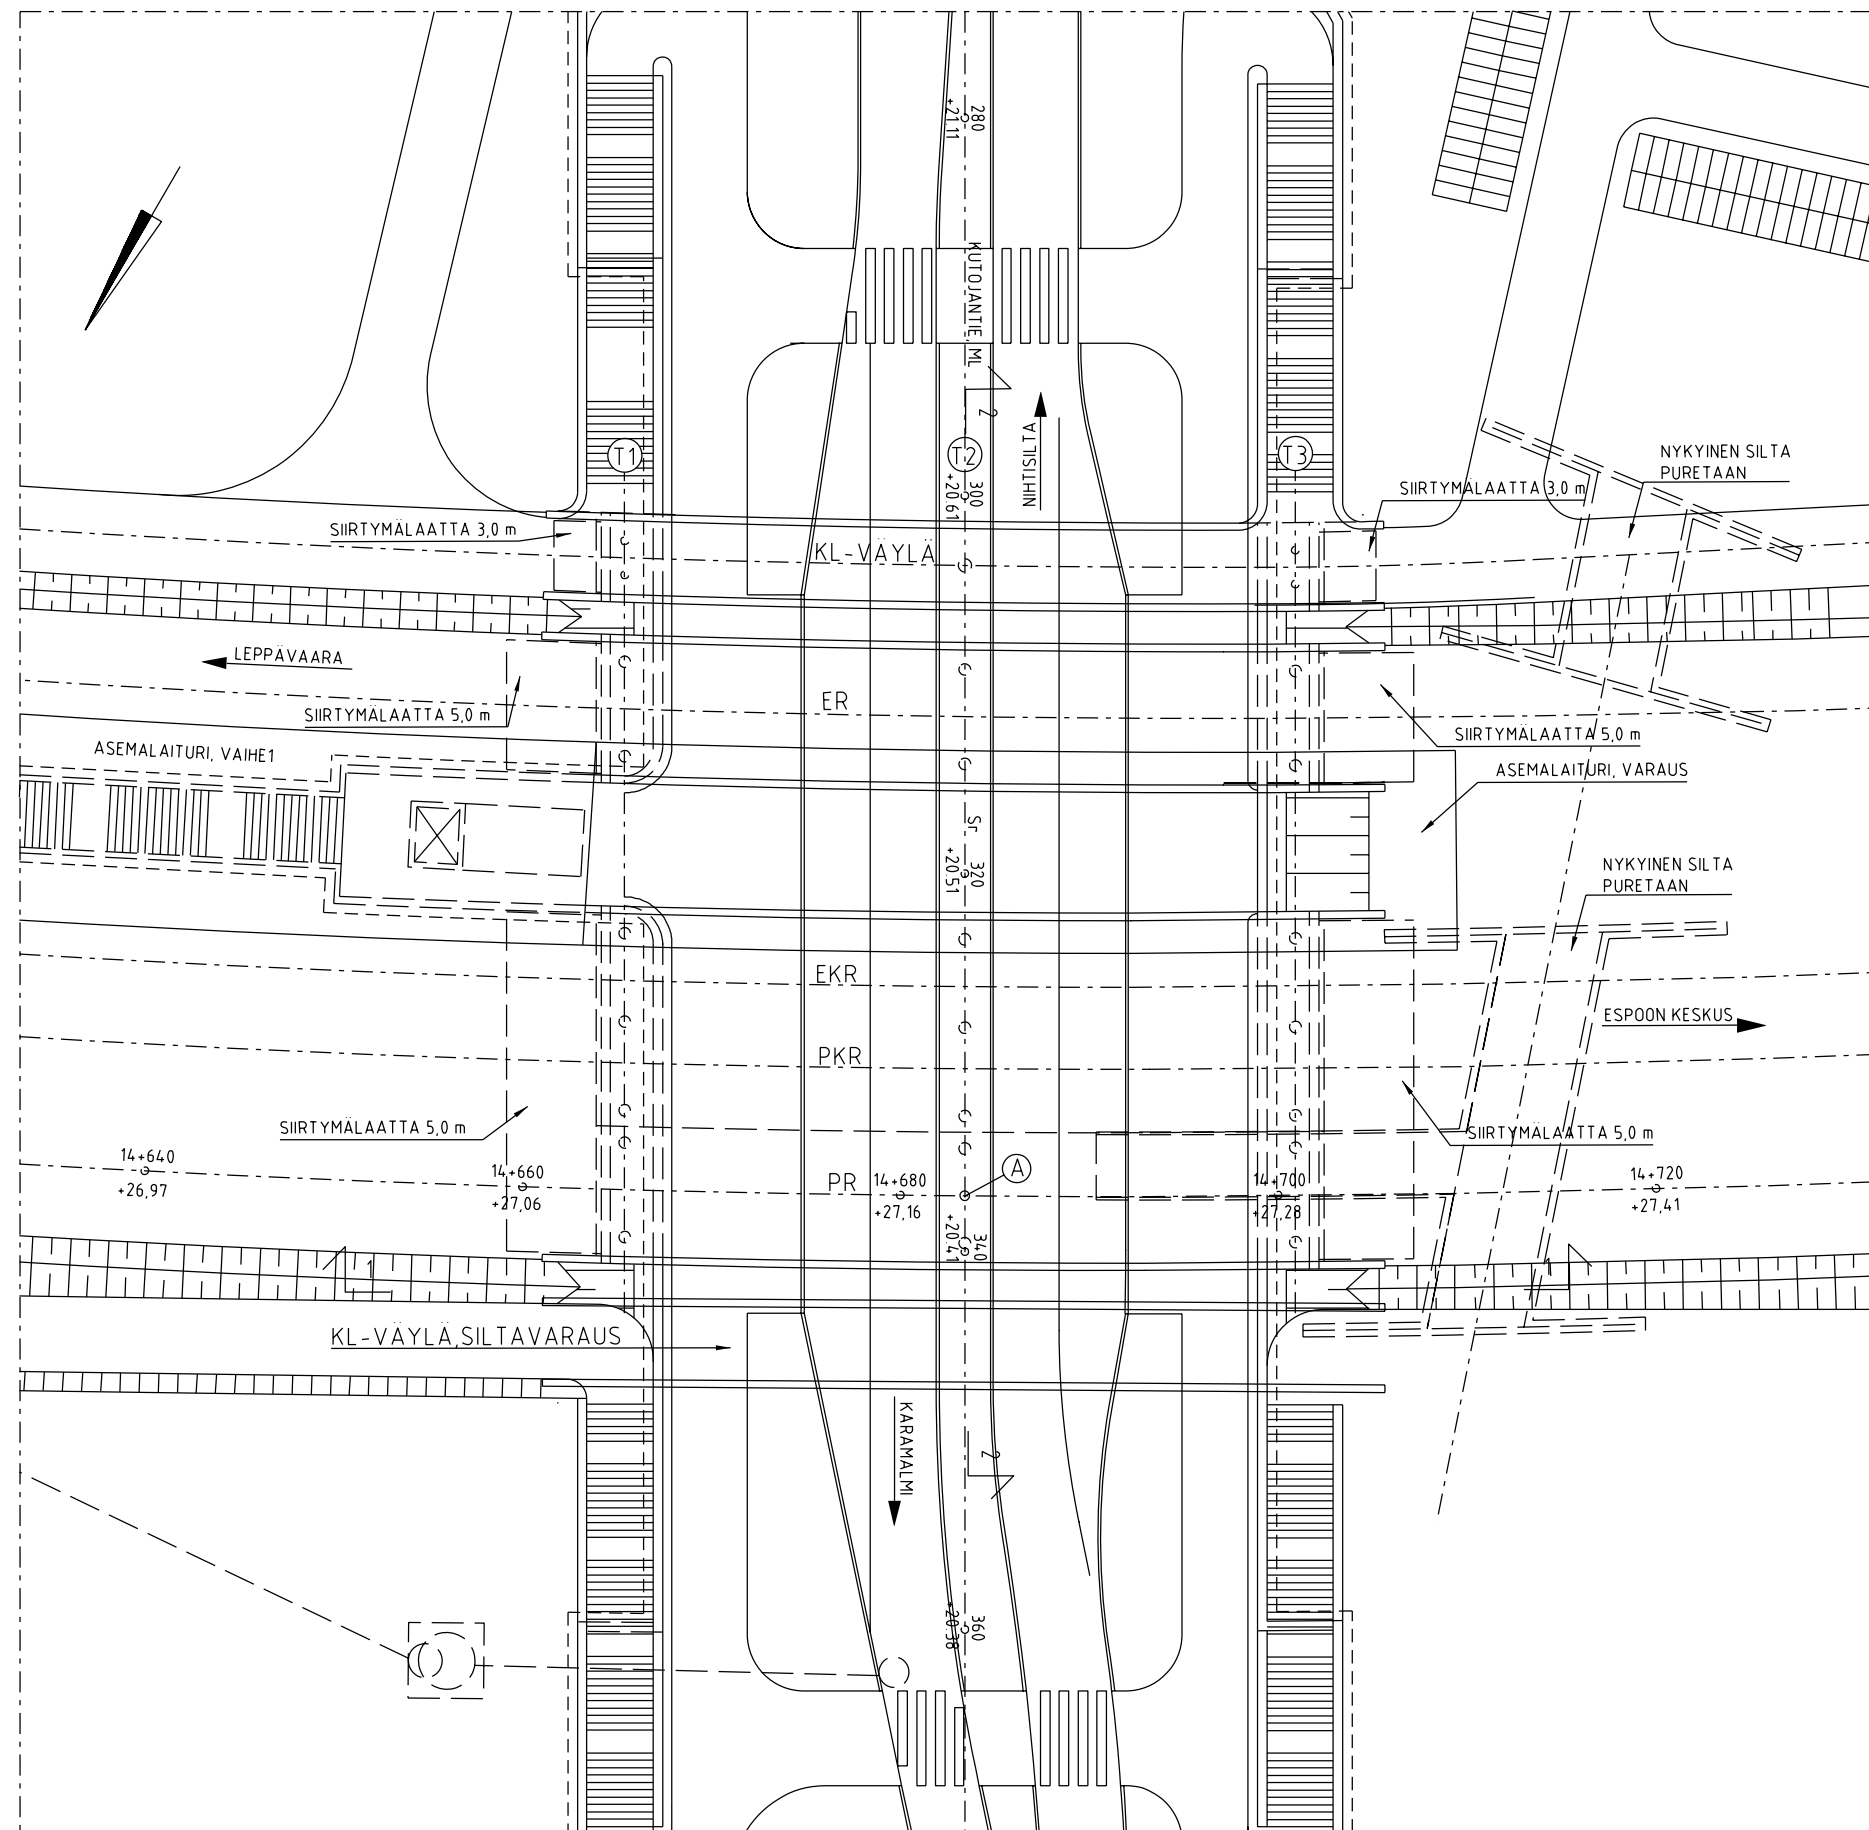 280
+21.11
KUTOJANTIE, ML
2
NIHTISILTA
T1
T2
T3
300
+20.61
NYKYINEN SILTA
PURETAAN
SIIRTYMÄLAATTA 3,0 m
SIIRTYMÄLAATTA 3,0 m
KL-VÄYLÄ
LEPPÄVAARA
ER
SIIRTYMÄLAATTA 5,0 m
SIIRTYMÄLAATTA 5,0 m
ASEMALAITURI, VAIHE1
ASEMALAITURI, VARAUS
Sr
320
+20.51
NYKYINEN SILTA
PURETAAN
EKR
ESPOON KESKUS
PKR
SIIRTYMÄLAATTA 5,0 m
SIIRTYMÄLAATTA 5,0 m
14+640
+26,97
14+660
+27,06
PR
14+680
+27,16
A
14+700
+27,28
14+720
+27,41
340
+20.41
1
1
KL-VÄYLÄ,SILTAVARAUS
KARAMALMI
2
360
+20.38